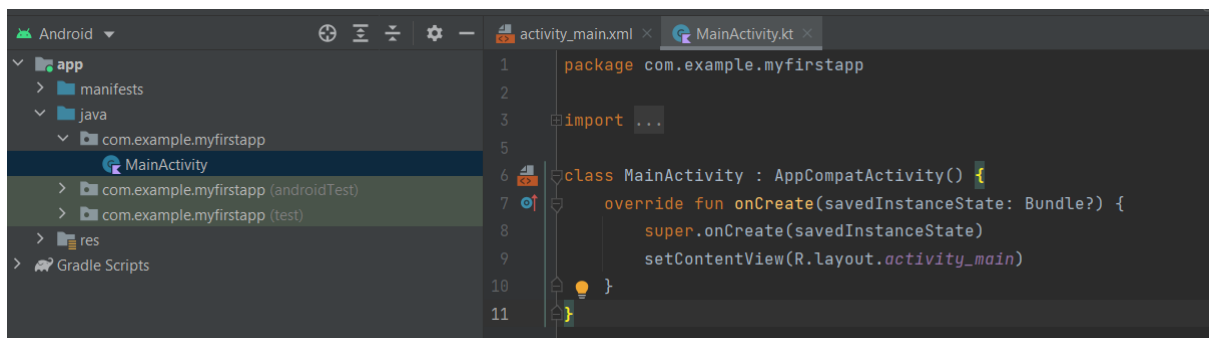 Android
app
manifests
java
com.example.myfirstapp
MainActivity
com.example.myfirstapp (androidTest)
com.example.myfirstapp (test)
res
Gradle Scripts
activity_main.xml
MainActivity.kt
1 package com.example.myfirstapp
2
3 import ...
5
6 class MainActivity : AppCompatActivity() {
7 override fun onCreate(savedInstanceState: Bundle?) {
8 super.onCreate(savedInstanceState)
9 setContentView(R.layout.activity_main)
10 }
11 }